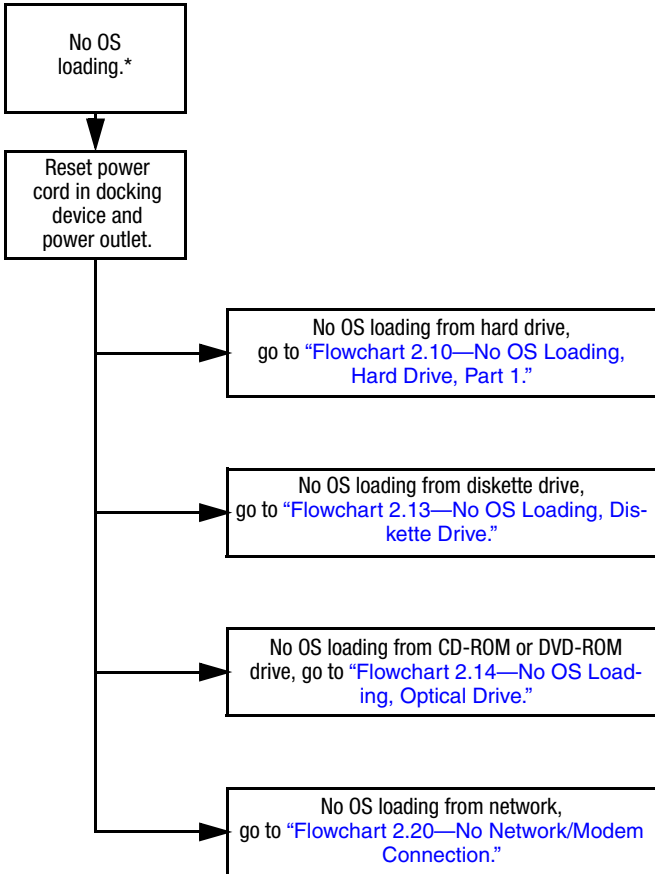 No OS
loading.*
Reset power
cord in docking
device and
power outlet.
No OS loading from hard drive,
go to “Flowchart 2.10—No OS Loading,
Hard Drive, Part 1.”
No OS loading from diskette drive,
go to “Flowchart 2.13—No OS Loading, Dis-
kette Drive.”
No OS loading from CD-ROM or DVD-ROM
drive, go to “Flowchart 2.14—No OS Load-
ing, Optical Drive.”
No OS loading from network,
go to “Flowchart 2.20—No Network/Modem
Connection.”